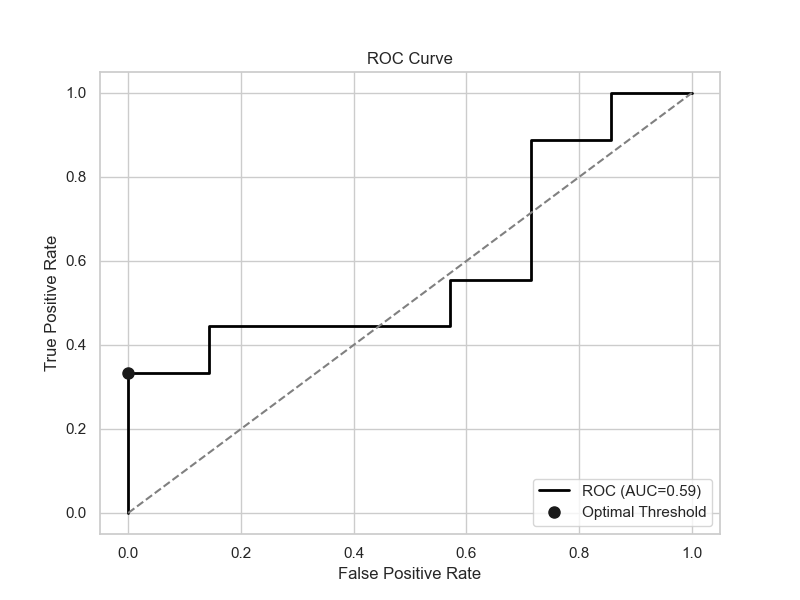 ROC Curve
1.0
0.8
0.6
0.4
0.2
0.0
True Positive Rate
0.0 0.2 0.4 0.6 0.8 1.0
False Positive Rate
ROC (AUC=0.59)
Optimal Threshold